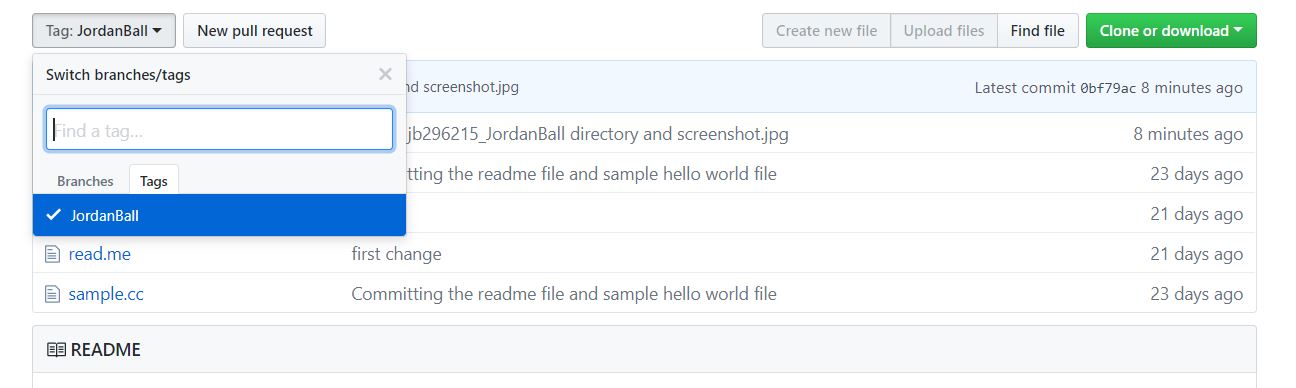 Tag: JordanBall New pull request Create new file Upload files Find file Clone or download
Switch branches/tags
nd screenshot.jpg Latest commit 0bf79ac 8 minutes ago
Find a tag...
jb296215_JordanBall directory and screenshot.jpg 8 minutes ago
Branches Tags
tting the readme file and sample hello world file 23 days ago
JordanBall 21 days ago
read.me first change 21 days ago
sample.cc Committing the readme file and sample hello world file 23 days ago
README